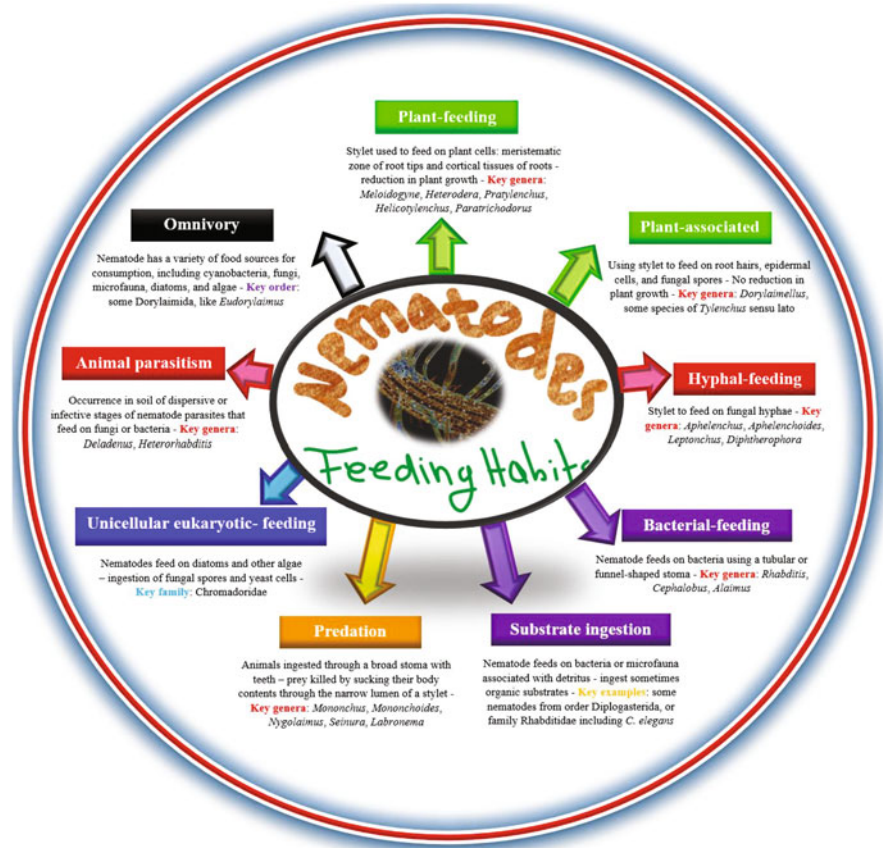 Plant-feeding
Stylet used to feed on plant cells: meristematic
zone of root tips and cortical tissues of roots -
reduction in plant growth - Key genera:
Meloidogyne, Heterodera, Pratylenchus,
Helicotylenchus, Paratrichodorus
Omnivory
Nematode has a variety of food sources for
consumption, including cyanobacteria, fungi,
microfauna, diatoms, and algae - Key order:
some Dorylaimida, like Eudorylaimus
Plant-associated
Using stylet to feed on root hairs, epidermal
cells, and fungal spores - No reduction in
plant growth - Key genera: Dorylaimellus,
some species of Tylenchus sensu lato
Nematodes
Feeding Habits
Animal parasitism
Occurrence in soil of dispersive or
infective stages of nematode parasites that
feed on fungi or bacteria - Key genera:
Deladenus, Heterorhabditis
Hyphal-feeding
Stylet to feed on fungal hyphae - Key
genera: Aphelenchus, Aphelenchoides,
Leptonchus, Diphtherophora
Unicellular eukaryotic- feeding
Nematodes feed on diatoms and other algae
– ingestion of fungal spores and yeast cells -
Key family: Chromadoridae
Bacterial-feeding
Nematode feeds on bacteria using a tubular or
funnel-shaped stoma - Key genera: Rhabditis,
Cephalobus, Alaimus
Predation
Animals ingested through a broad stoma with
teeth – prey killed by sucking their body
contents through the narrow lumen of a stylet -
Key genera: Mononchus, Mononchoides,
Nygolaimus, Seinura, Labronema
Substrate ingestion
Nematode feeds on bacteria or microfauna
associated with detritus - ingest sometimes
organic substrates - Key examples: some
nematodes from order Diplogasterida, or
family Rhabditidae including C. elegans